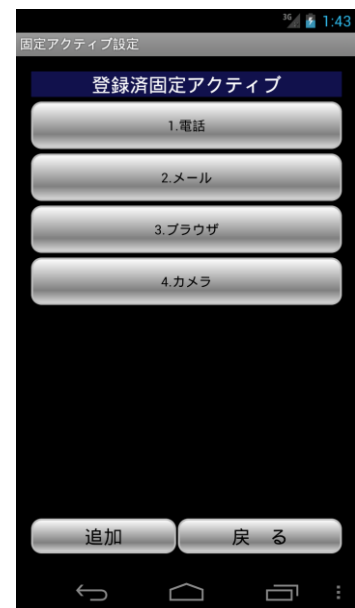 3G 1:43
固定アクティブ設定
登録済固定アクティブ
1.電話
2.メール
3.ブラウザ
4.カメラ
追加 戻 る